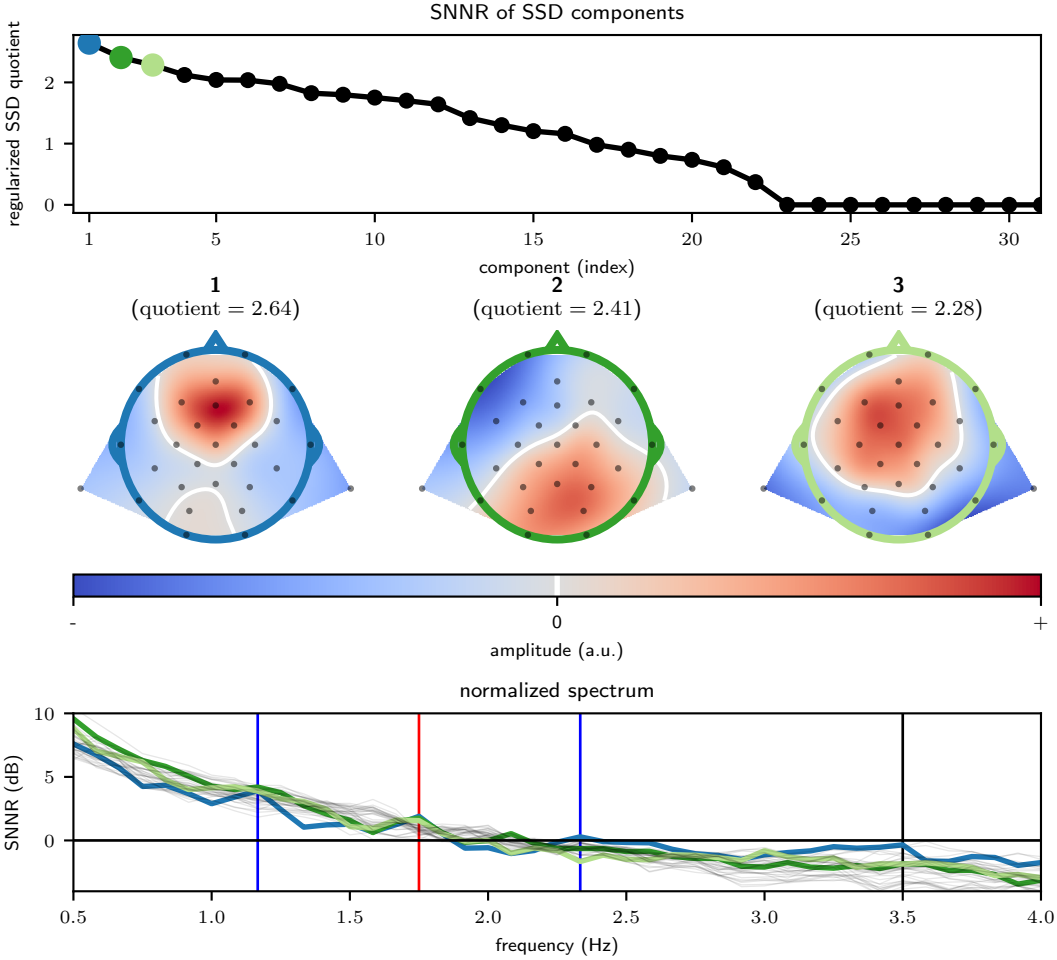 SNNR of SSD components
regularized SSD quotient
2
1
0
1 5 10 15 20 25 30
component (index)
1 2 3
(quotient = 2.64) (quotient = 2.41) (quotient = 2.28)
- 0 +
amplitude (a.u.)
normalized spectrum
SNNR (dB)
10
5
0
0.5 1.0 1.5 2.0 2.5 3.0 3.5 4.0
frequency (Hz)